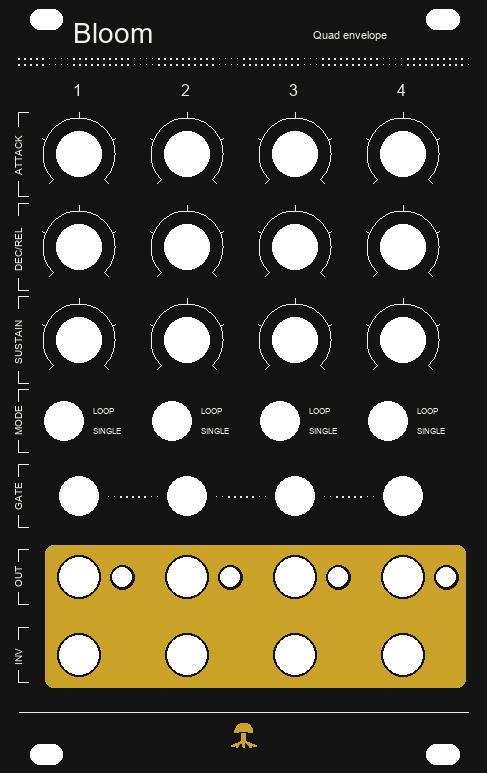 Bloom
Quad envelope
1 2 3 4
ATTACK
DEC/REL
SUSTAIN
MODE
LOOP LOOP LOOP LOOP
SINGLE SINGLE SINGLE SINGLE
GATE
OUT
INV